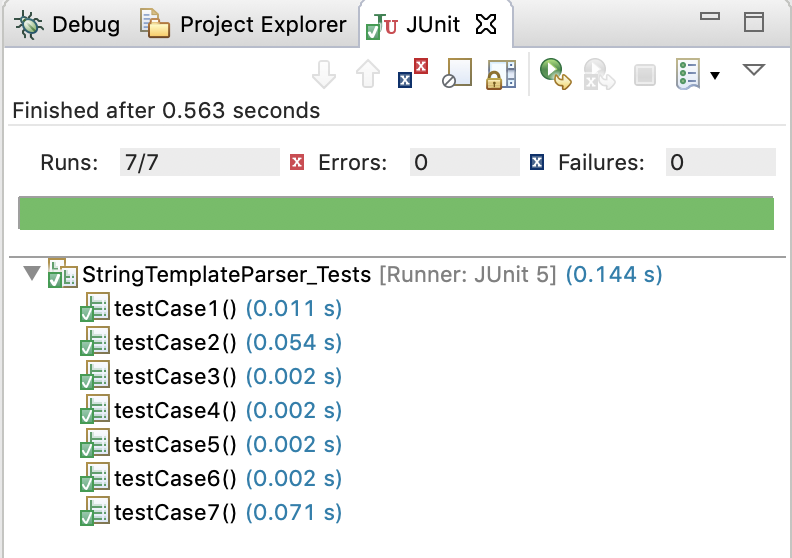 Debug Project Explorer JUnit
Finished after 0.563 seconds
Runs: 7/7 Errors: 0 Failures: 0
StringTemplateParser_Tests [Runner: JUnit 5] (0.144 s)
testCase1() (0.011 s)
testCase2() (0.054 s)
testCase3() (0.002 s)
testCase4() (0.002 s)
testCase5() (0.002 s)
testCase6() (0.002 s)
testCase7() (0.071 s)